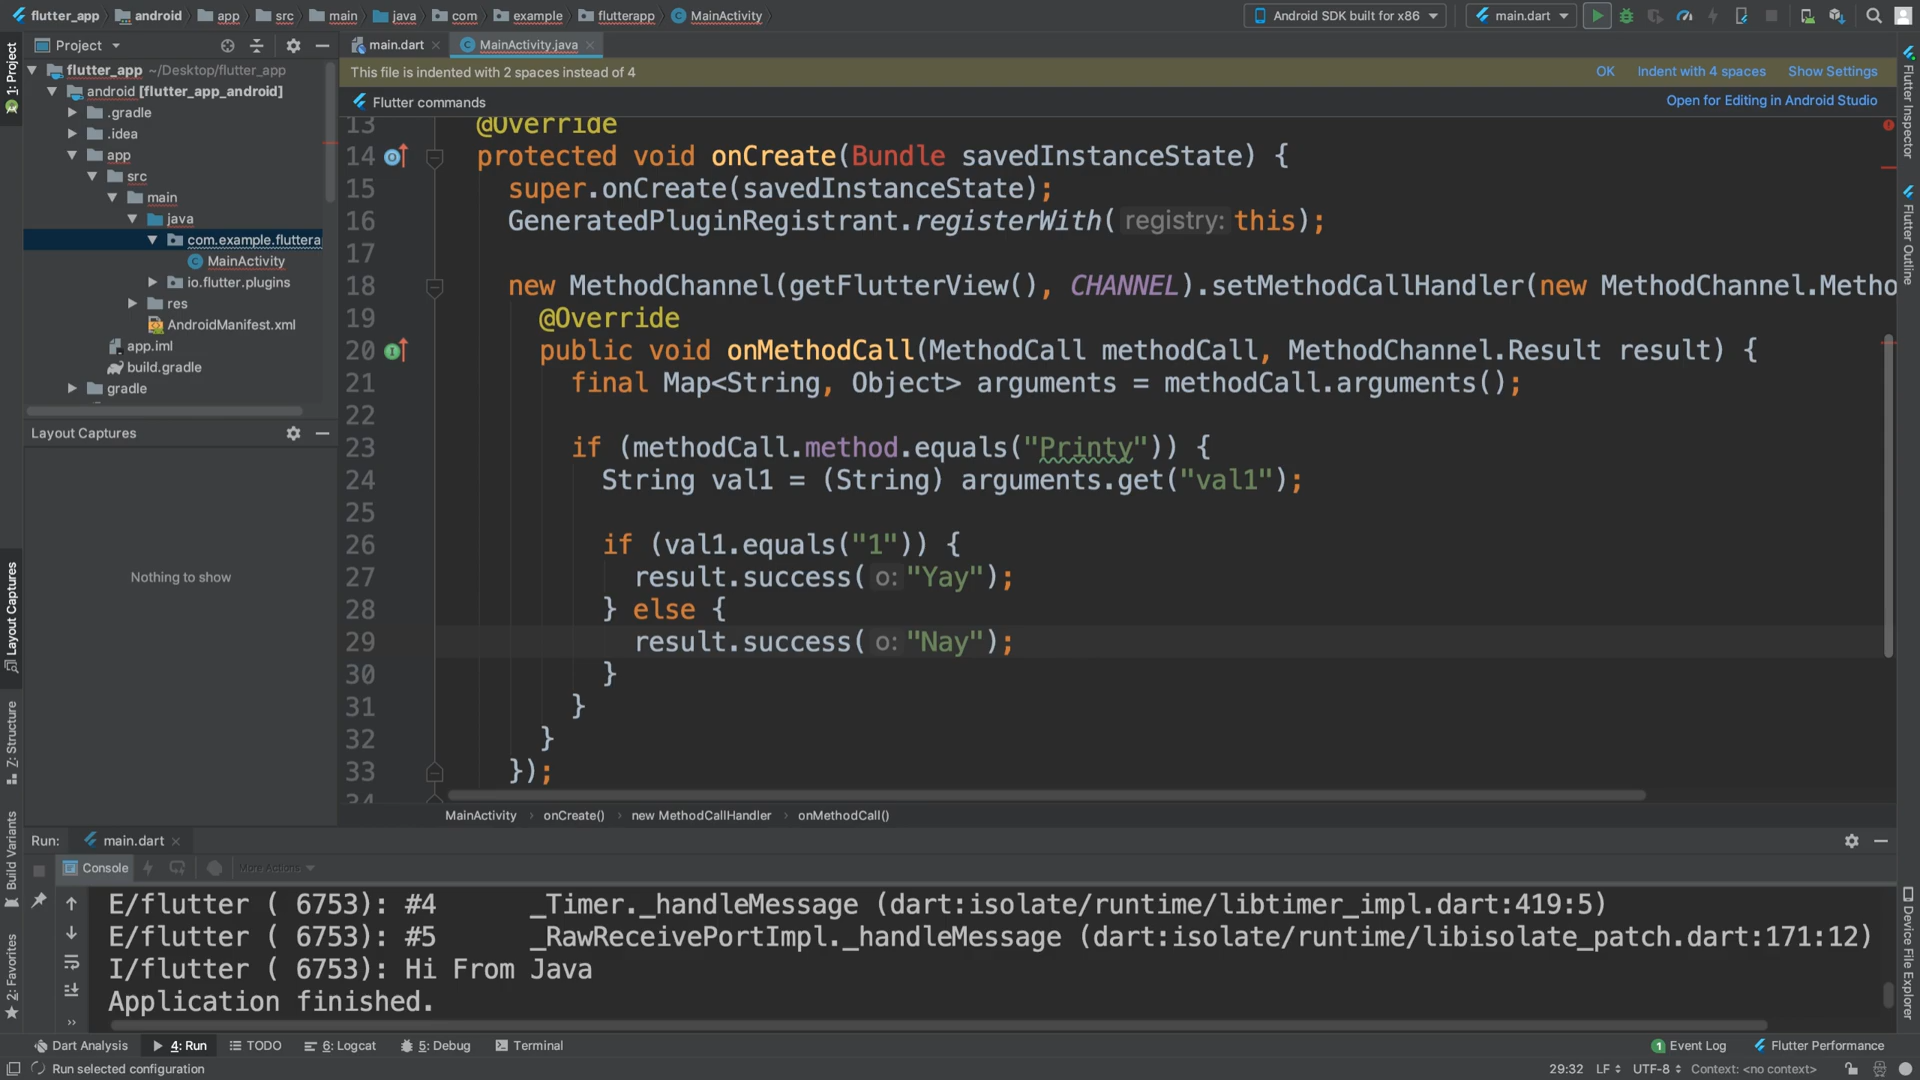 flutter_app android app src main java com example flutterapp MainActivity Android SDK built for x86 main.dart
Project main.dart MainActivity.java
1: Project
This file is indented with 2 spaces instead of 4 OK Indent with 4 spaces Show Settings
Flutter commands Open for Editing in Android Studio
flutter_app ~/Desktop/flutter_app
android [flutter_app_android]
.gradle
.idea
app
src
main
java
com.example.fluttera
MainActivity
io.flutter.plugins
res
AndroidManifest.xml
app.iml
build.gradle
gradle
Layout Captures
Nothing to show
13 @Override
14 protected void onCreate(Bundle savedInstanceState) {
15 super.onCreate(savedInstanceState);
16 GeneratedPluginRegistrant.registerWith( registry: this);
17
18 new MethodChannel(getFlutterView(), CHANNEL).setMethodCallHandler(new MethodChannel.Metho
19 @Override
20 public void onMethodCall(MethodCall methodCall, MethodChannel.Result result) {
21 final Map<String, Object> arguments = methodCall.arguments();
22
23 if (methodCall.method.equals("Printy")) {
24 String val1 = (String) arguments.get("val1");
25
26 if (val1.equals("1")) {
27 result.success( o: "Yay");
28 } else {
29 result.success( o: "Nay");
30 }
31 }
32 }
33 });
34
MainActivity › onCreate() › new MethodCallHandler › onMethodCall()
Flutter Inspector
Flutter Outline
Device File Explorer
Layout Captures
Z: Structure
Build Variants
2: Favorites
Run: main.dart
Console More Actions
E/flutter ( 6753): #4 _Timer._handleMessage (dart:isolate/runtime/libtimer_impl.dart:419:5)
E/flutter ( 6753): #5 _RawReceivePortImpl._handleMessage (dart:isolate/runtime/libisolate_patch.dart:171:12)
I/flutter ( 6753): Hi From Java
Application finished.
Dart Analysis 4: Run TODO 6: Logcat 5: Debug Terminal 1 Event Log Flutter Performance
Run selected configuration 29:32 LF UTF-8 Context: <no context>